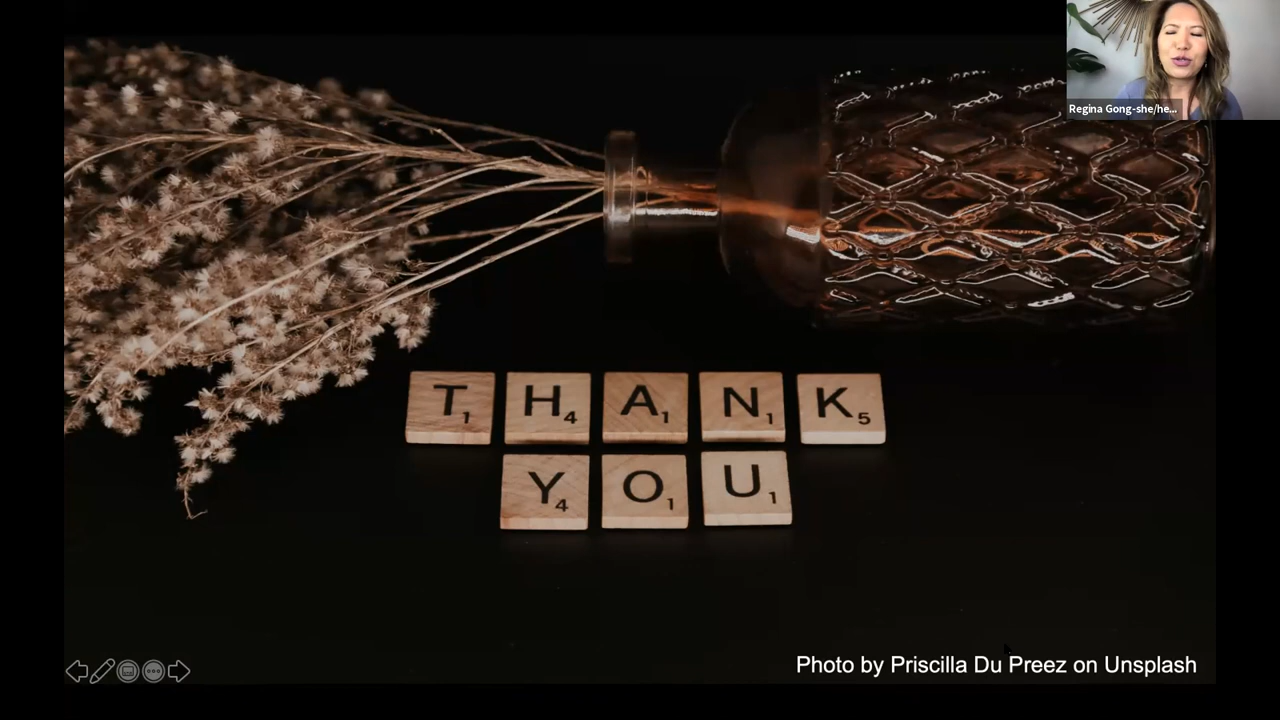 Regina Gong-she/he...
T1 H4 A1 N1 K5
Y4 O1 U1
Photo by Priscilla Du Preez on Unsplash